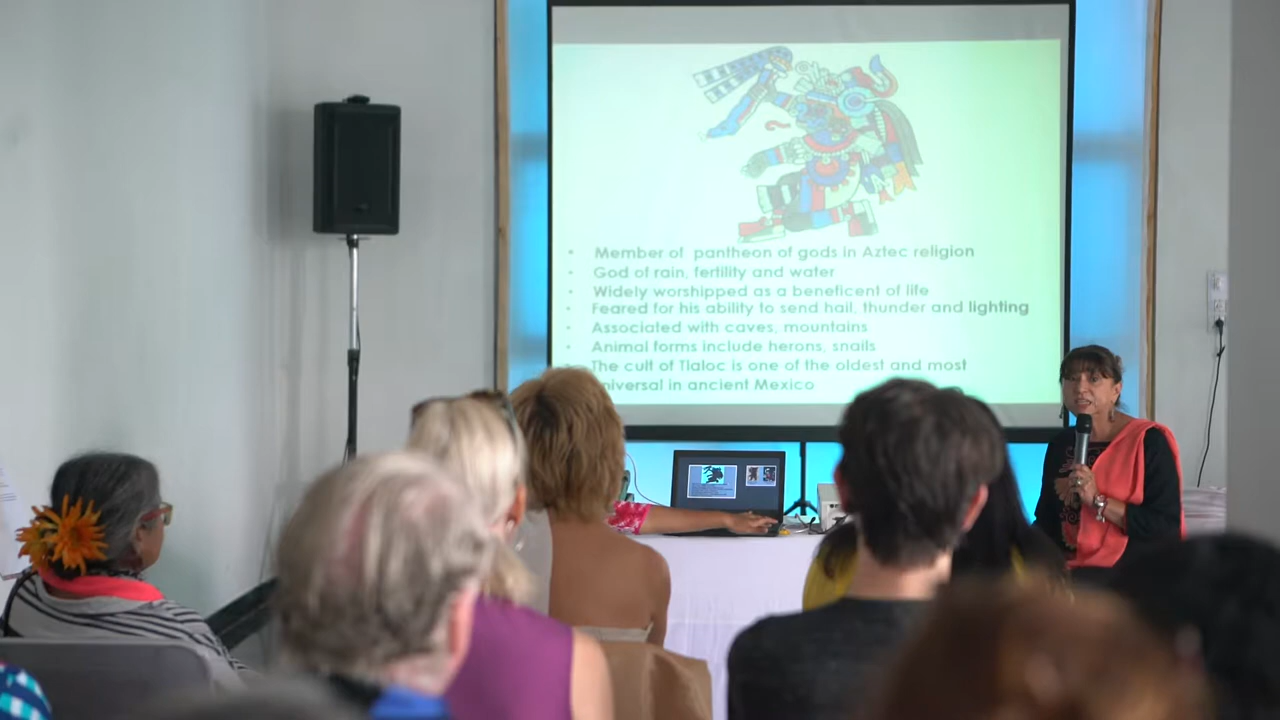 • Member of pantheon of gods in Aztec religion
• God of rain, fertility and water
• Widely worshipped as a beneficent of life
• Feared for his ability to send hail, thunder and lighting
• Associated with caves, mountains
• Animal forms include herons, snails
The cult of Tlaloc is one of the oldest and most
niversal in ancient Mexico